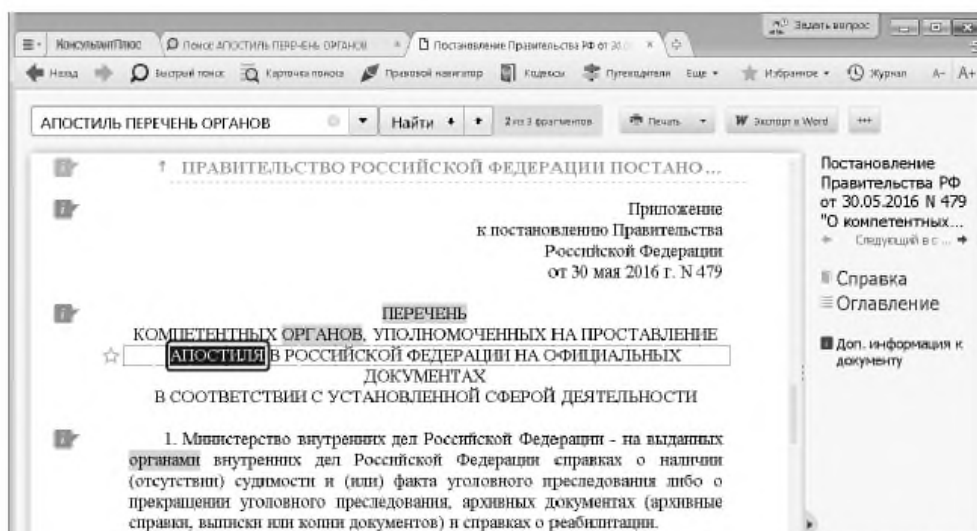 Задать вопрос
КонсультантПлюс
Поиск АПОСТИЛЬ ПЕРЕЧЕНЬ ОРГАНОВ
Постановление Правительства РФ от 30.0
Назад
Быстрый поиск
Карточка поиска
Правовой навигатор
Кодексы
Путеводители
Еще
Избранное
Журнал
A-
A+
АПОСТИЛЬ ПЕРЕЧЕНЬ ОРГАНОВ
Найти
2 из 3 фрагментов
Печать
Экспорт в Word
ПРАВИТЕЛЬСТВО РОССИЙСКОЙ ФЕДЕРАЦИИ ПОСТАНО...
Приложение
к постановлению Правительства
Российской Федерации
от 30 мая 2016 г. N 479
ПЕРЕЧЕНЬ
КОМПЕТЕНТНЫХ ОРГАНОВ, УПОЛНОМОЧЕННЫХ НА ПРОСТАВЛЕНИЕ
АПОСТИЛЯ В РОССИЙСКОЙ ФЕДЕРАЦИИ НА ОФИЦИАЛЬНЫХ
ДОКУМЕНТАХ
В СООТВЕТСТВИИ С УСТАНОВЛЕННОЙ СФЕРОЙ ДЕЯТЕЛЬНОСТИ
1. Министерство внутренних дел Российской Федерации - на выданных
органами внутренних дел Российской Федерации справках о наличии
(отсутствии) судимости и (или) факта уголовного преследования либо о
прекращении уголовного преследования, архивных документах (архивные
справки, выписки или копии документов) и справках о реабилитации.
Постановление
Правительства РФ
от 30.05.2016 N 479
"О компетентных...
Следующий в с ...
Справка
Оглавление
Доп. информация к
документу